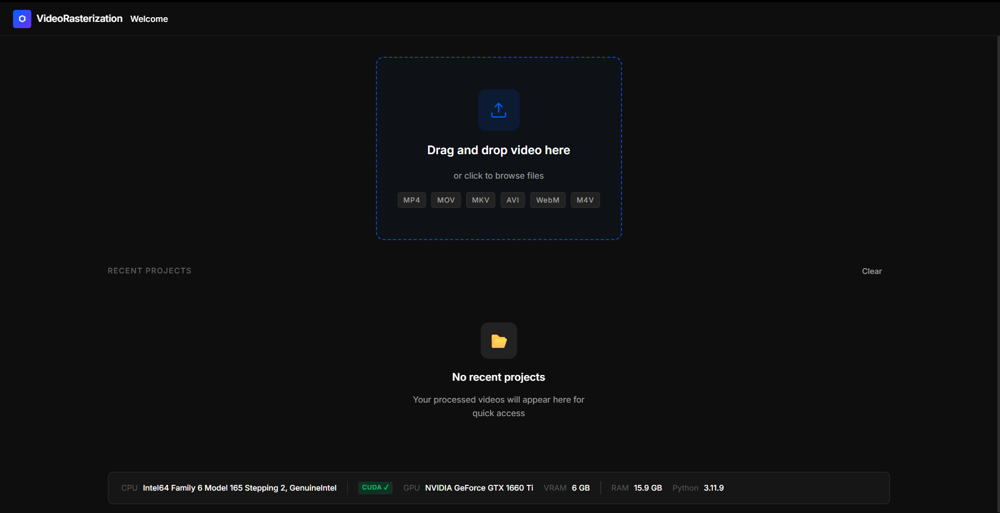 VideoRasterization Welcome
Drag and drop video here
or click to browse files
MP4 MOV MKV AVI WebM M4V
RECENT PROJECTS Clear
No recent projects
Your processed videos will appear here for
quick access
CPU Intel64 Family 6 Model 165 Stepping 2, GenuineIntel CUDA ✓ GPU NVIDIA GeForce GTX 1660 Ti VRAM 6 GB RAM 15.9 GB Python 3.11.9